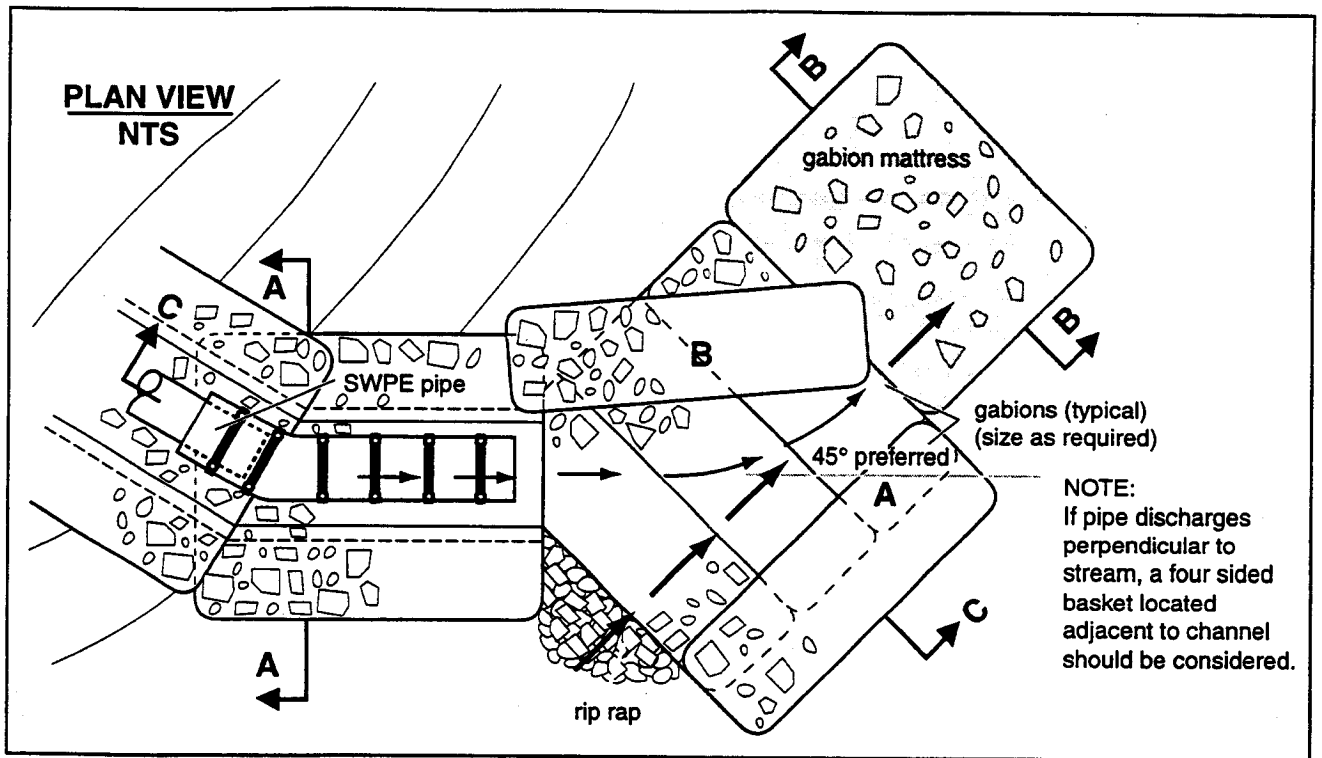 PLAN VIEW
NTS
B
gabion mattress
A
C
B
B
SWPE pipe
gabions (typical)
(size as required)
45° preferred
A
NOTE:
If pipe discharges
perpendicular to
stream, a four sided
basket located
adjacent to channel
should be considered.
C
A
rip rap